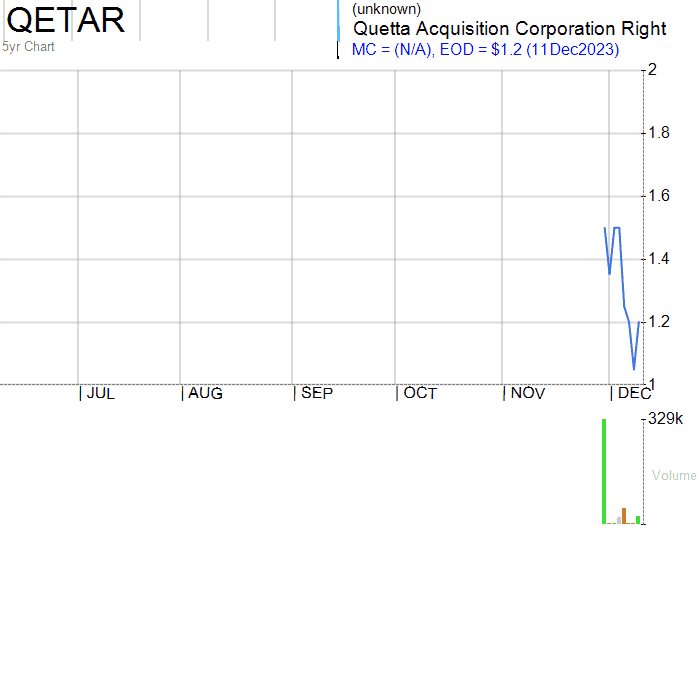 QETAR
5yr Chart
(unknown)
Quetta Acquisition Corporation Right
MC = (N/A), EOD = $1.2 (11Dec2023)
2
1.8
1.6
1.4
1.2
1
JUL
AUG
SEP
OCT
NOV
DEC
329k
Volume